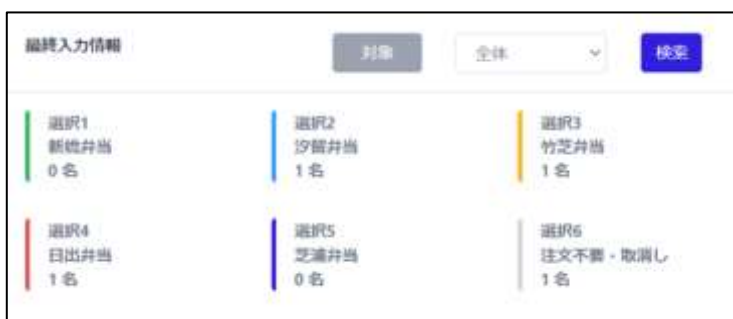 最終入力情報
対象
全体
検索
選択1
新橋弁当
0 名
選択2
汐留弁当
1 名
選択3
竹芝弁当
1 名
選択4
日出弁当
1 名
選択5
芝浦弁当
0 名
選択6
注文不要・取消し
1 名